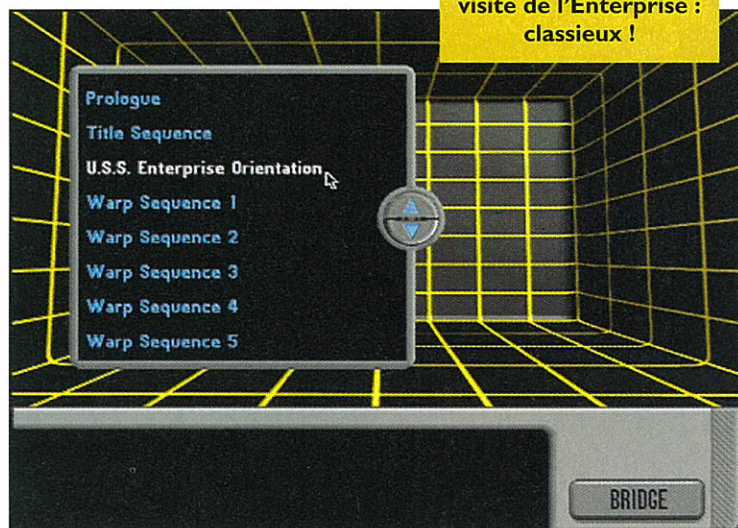 visite de l'Enterprise :
classieux !
Prologue
Title Sequence
U.S.S. Enterprise Orientation
Warp Sequence 1
Warp Sequence 2
Warp Sequence 3
Warp Sequence 4
Warp Sequence 5
BRIDGE